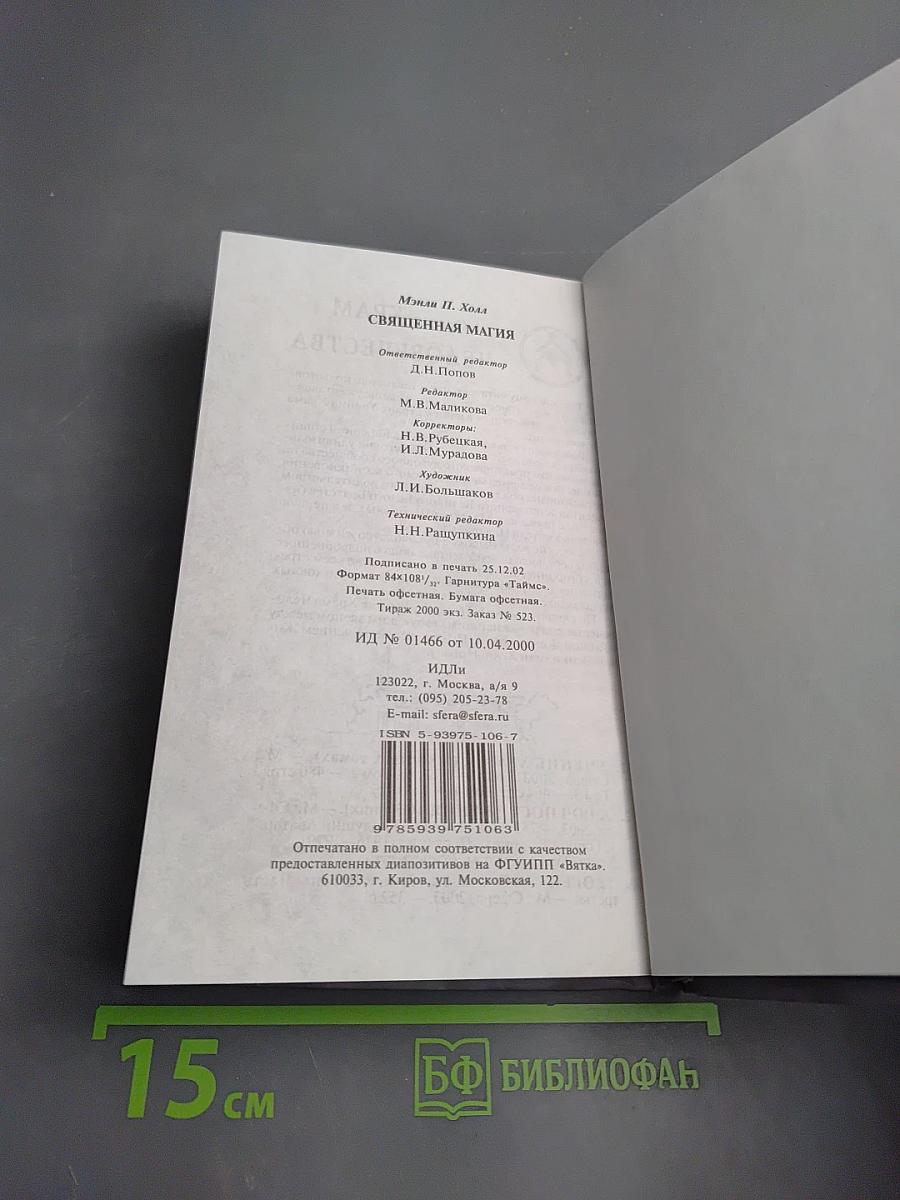 Мэнли П. Холл
СВЯЩЕННАЯ МАГИЯ
Ответственный редактор
Д.Н.Попов
Редактор
М.В.Маликова
Корректоры:
Н.В.Рубецкая,
И.Л.Мурадова
Художник
Л.И.Большаков
Технический редактор
Н.Н.Ращупкина
Подписано в печать 25.12.02
Формат 84×108¹/₃₂. Гарнитура «Таймс».
Печать офсетная. Бумага офсетная.
Тираж 2000 экз. Заказ № 523.
ИД № 01466 от 10.04.2000
ИДЛи
123022, г. Москва, а/я 9
тел.: (095) 205-23-78
E-mail: sfera@sfera.ru
ISBN 5-93975-106-7
9785939751063
Отпечатано в полном соответствии с качеством
предоставленных диапозитивов на ФГУИПП «Вятка».
610033, г. Киров, ул. Московская, 122.
15 см
БФ БИБЛИОФАН